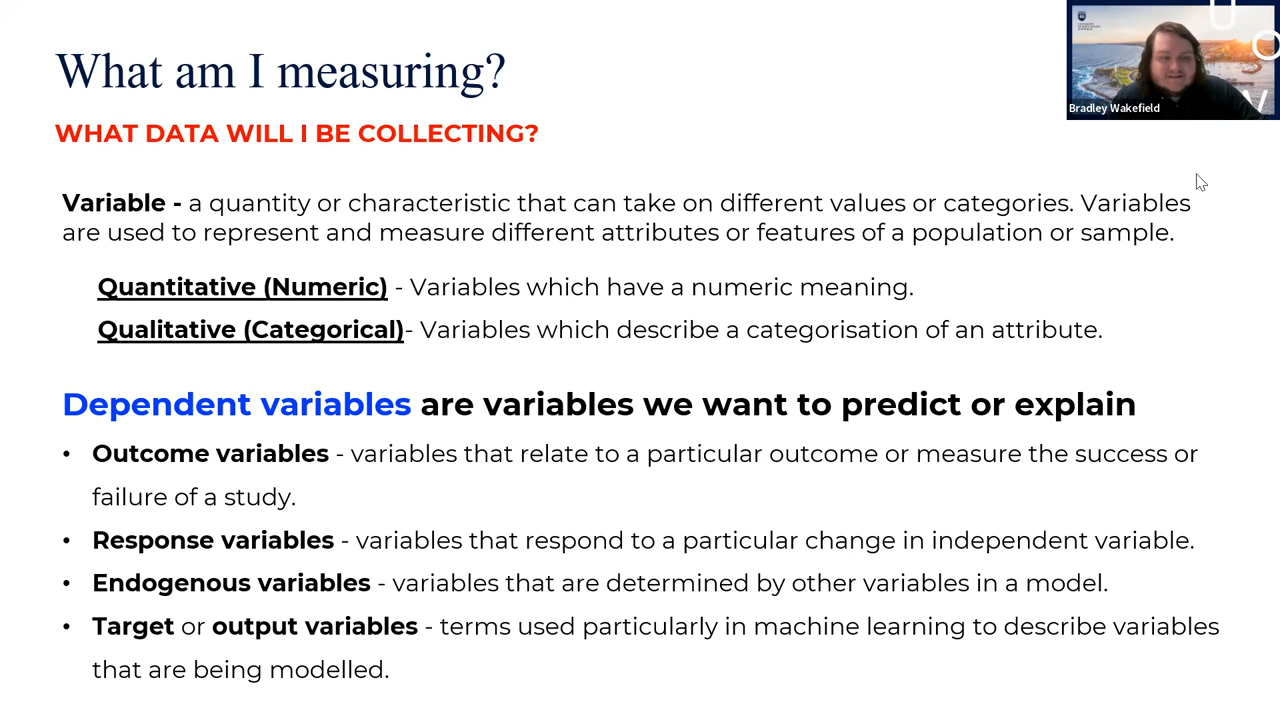 What am I measuring?
WHAT DATA WILL I BE COLLECTING?
Variable - a quantity or characteristic that can take on different values or categories. Variables
are used to represent and measure different attributes or features of a population or sample.
Quantitative (Numeric) - Variables which have a numeric meaning.
Qualitative (Categorical)- Variables which describe a categorisation of an attribute.
Dependent variables are variables we want to predict or explain
• Outcome variables - variables that relate to a particular outcome or measure the success or
failure of a study.
• Response variables - variables that respond to a particular change in independent variable.
• Endogenous variables - variables that are determined by other variables in a model.
• Target or output variables - terms used particularly in machine learning to describe variables
that are being modelled.
U
O
W
Bradley Wakefield